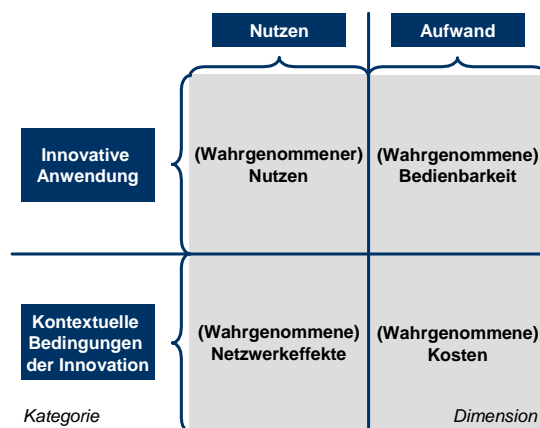 Nutzen
Aufwand
Innovative
Anwendung
(Wahrgenommener)
Nutzen
(Wahrgenommene)
Bedienbarkeit
Kontextuelle
Bedingungen
der Innovation
(Wahrgenommene)
Netzwerkeffekte
(Wahrgenommene)
Kosten
Kategorie
Dimension